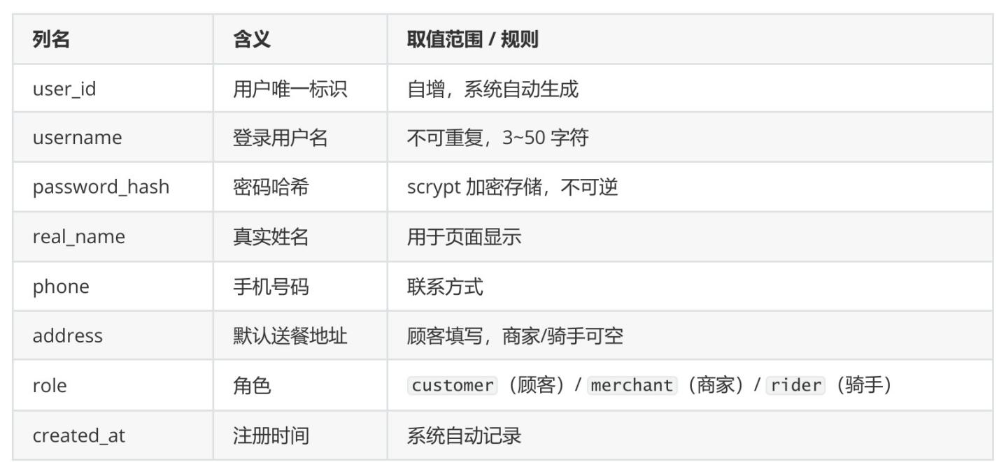 列名 含义 取值范围 / 规则
user_id 用户唯一标识 自增，系统自动生成
username 登录用户名 不可重复，3~50 字符
password_hash 密码哈希 scrypt 加密存储，不可逆
real_name 真实姓名 用于页面显示
phone 手机号码 联系方式
address 默认送餐地址 顾客填写，商家/骑手可空
role 角色 customer（顾客）/ merchant（商家）/ rider（骑手）
created_at 注册时间 系统自动记录